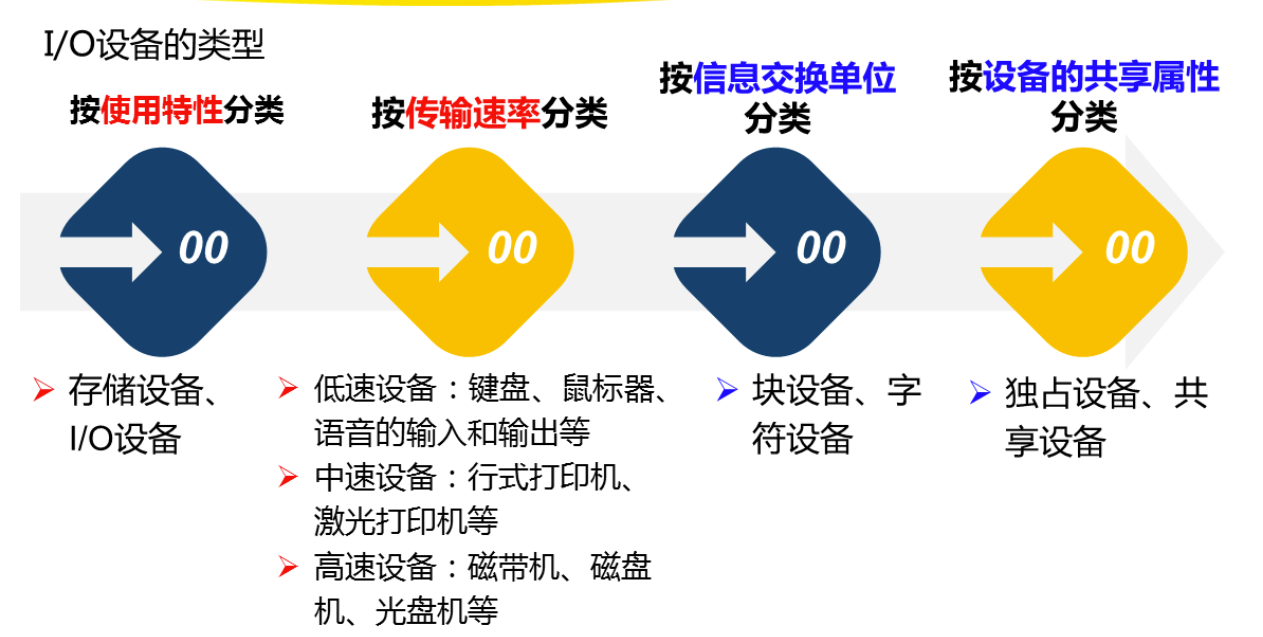 I/O设备的类型
按使用特性分类
00
存储设备、
I/O设备
按传输速率分类
00
低速设备：键盘、鼠标器、
语音的输入和输出等
中速设备：行式打印机、
激光打印机等
高速设备：磁带机、磁盘
机、光盘机等
按信息交换单位
分类
00
块设备、字
符设备
按设备的共享属性
分类
00
独占设备、共
享设备